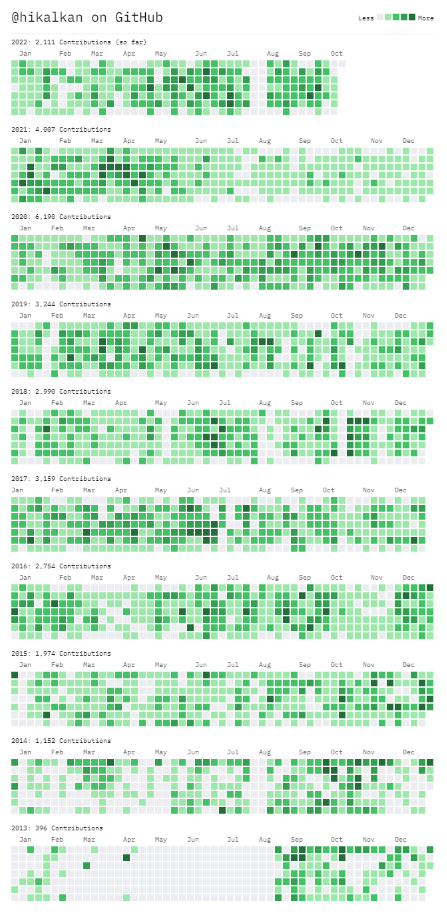 @hikalkan on GitHub
Less More
2022: 2,111 Contributions (so far)
Jan Feb Mar Apr May Jun Jul Aug Sep Oct
2021: 4,007 Contributions
Jan Feb Mar Apr May Jun Jul Aug Sep Oct Nov Dec
2020: 6,190 Contributions
Jan Feb Mar Apr May Jun Jul Aug Sep Oct Nov Dec
2019: 3,244 Contributions
Jan Feb Mar Apr May Jun Jul Aug Sep Oct Nov Dec
2018: 2,990 Contributions
Jan Feb Mar Apr May Jun Jul Aug Sep Oct Nov Dec
2017: 3,159 Contributions
Jan Feb Mar Apr May Jun Jul Aug Sep Oct Nov Dec
2016: 2,754 Contributions
Jan Feb Mar Apr May Jun Jul Aug Sep Oct Nov Dec
2015: 1,974 Contributions
Jan Feb Mar Apr May Jun Jul Aug Sep Oct Nov Dec
2014: 1,152 Contributions
Jan Feb Mar Apr May Jun Jul Aug Sep Oct Nov Dec
2013: 396 Contributions
Jan Feb Mar Apr May Jun Jul Aug Sep Oct Nov Dec